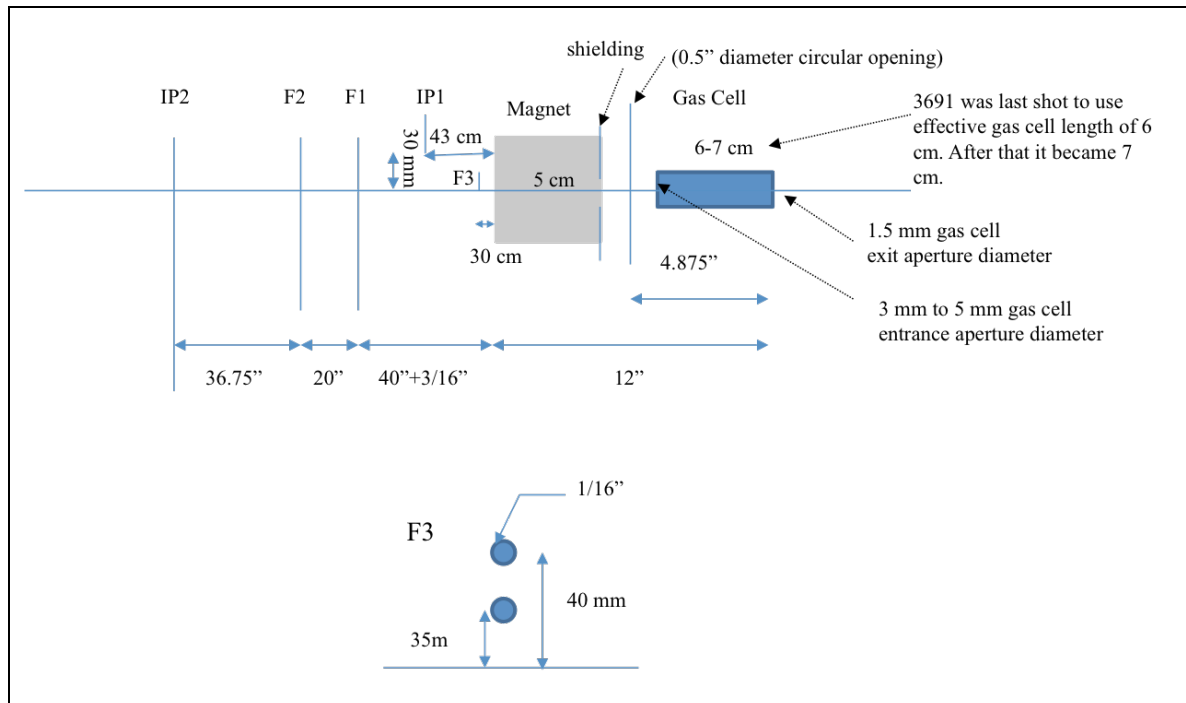 shielding
(0.5” diameter circular opening)
IP2
F2
F1
IP1
Magnet
Gas Cell
3691 was last shot to use
effective gas cell length of 6
cm. After that it became 7
cm.
43 cm
30 mm
6-7 cm
F3
5 cm
1.5 mm gas cell
exit aperture diameter
30 cm
4.875”
3 mm to 5 mm gas cell
entrance aperture diameter
36.75”
20”
40”+3/16”
12”
1/16”
F3
40 mm
35m